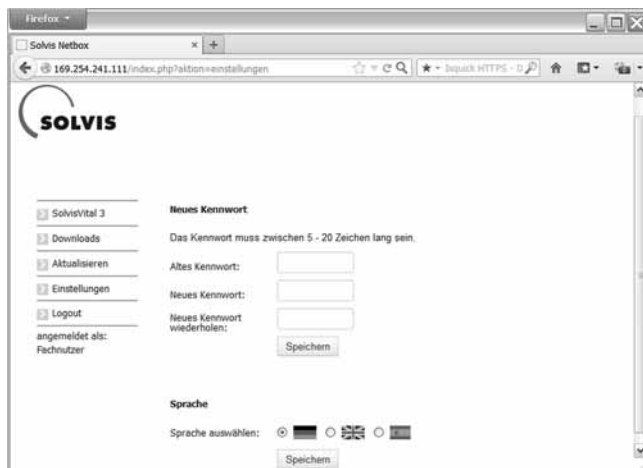 Firefox
Solvis Netbox
169.254.241.111/index.php?aktion=einstellungen
Ixquick HTTPS - D
SOLVIS
SolvisVital 3
Downloads
Aktualisieren
Einstellungen
Logout
angemeldet als:
Fachnutzer
Neues Kennwort
Das Kennwort muss zwischen 5 - 20 Zeichen lang sein.
Altes Kennwort:
Neues Kennwort:
Neues Kennwort
wiederholen:
Speichern
Sprache
Sprache auswählen:
Speichern